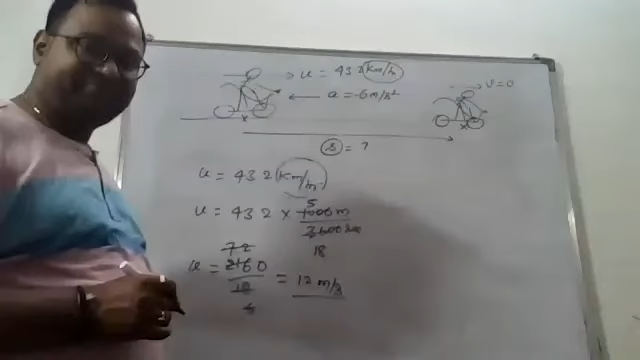 u = 43.2 Km/h
a = -6 m/s²
v = 0
s = ?
u = 43.2 Km/hr
u = 43.2 × 1000m 5
3600 sec
18
72
u = 2160 = 12 m/s
18
6